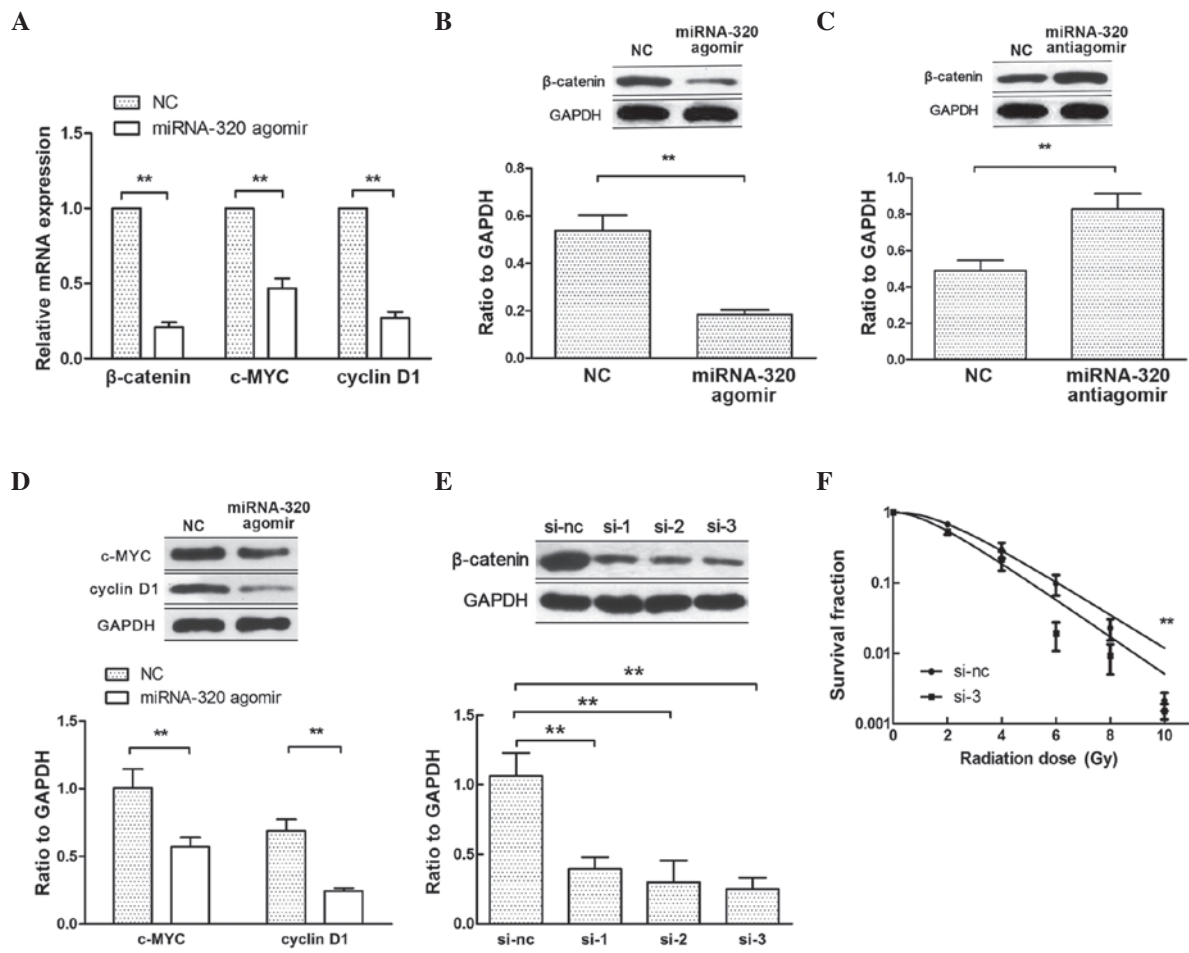 A
NC
miRNA-320 agomir
Relative mRNA expression
1.5
1.0
0.5
0.0
**
**
**
β-catenin
c-MYC
cyclin D1
B
NC
miRNA-320
agomir
β-catenin
GAPDH
**
Ratio to GAPDH
0.8
0.6
0.4
0.2
0.0
NC
miRNA-320
agomir
C
NC
miRNA-320
antiagomir
β-catenin
GAPDH
**
Ratio to GAPDH
1.0
0.8
0.6
0.4
0.2
0.0
NC
miRNA-320
antiagomir
D
NC
miRNA-320
agomir
c-MYC
cyclin D1
GAPDH
NC
miRNA-320 agomir
Ratio to GAPDH
1.5
1.0
0.5
0.0
**
**
c-MYC
cyclin D1
E
si-nc
si-1
si-2
si-3
β-catenin
GAPDH
**
**
**
Ratio to GAPDH
1.5
1.0
0.5
0.0
si-nc
si-1
si-2
si-3
F
Survival fraction
1
0.1
0.01
0.001
**
si-nc
si-3
0
2
4
6
8
10
Radiation dose (Gy)